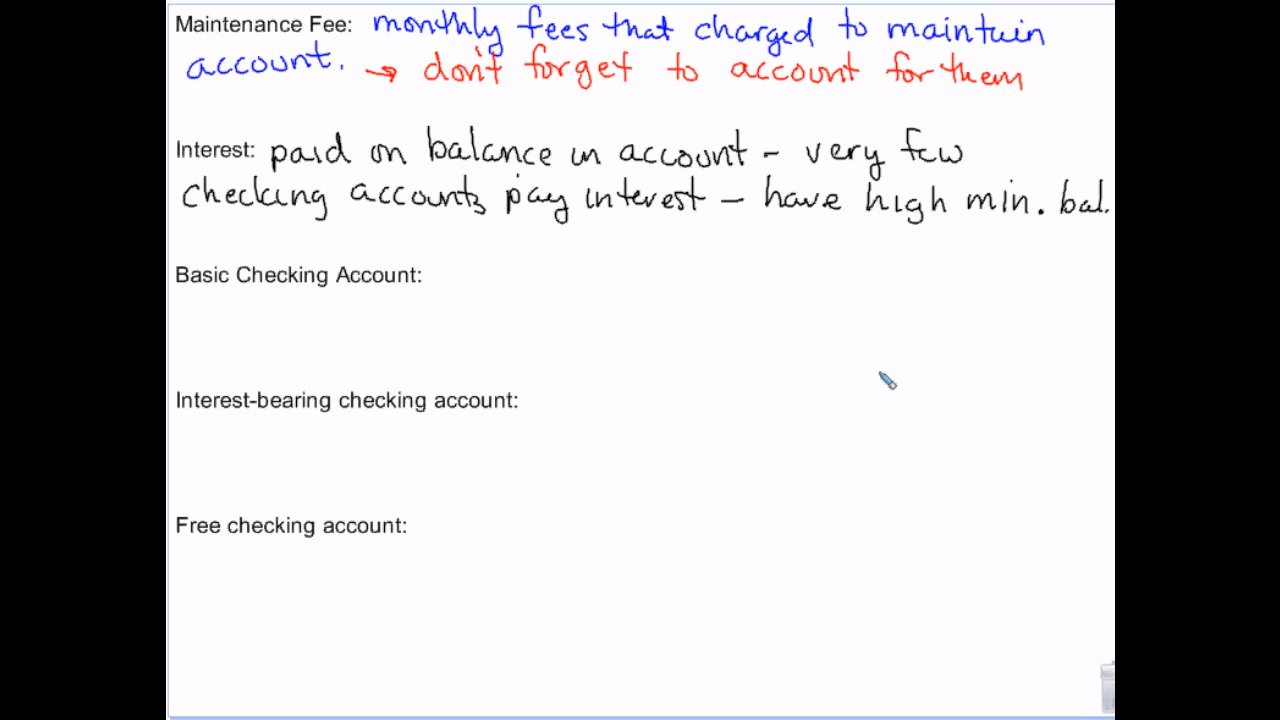 Maintenance Fee: monthly fees that charged to maintain
account. → don't forget to account for them
Interest: paid on balance in account - very few
checking accounts pay interest - have high min. bal.
Basic Checking Account:
Interest-bearing checking account:
Free checking account: